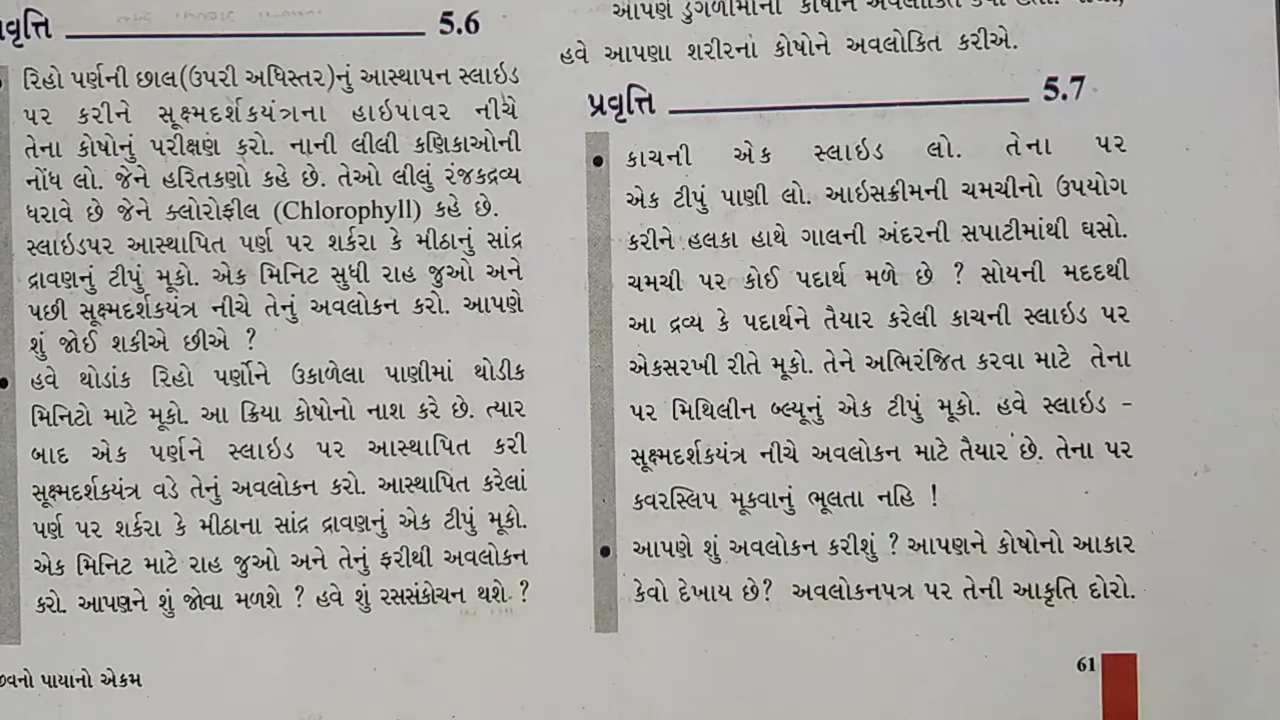 પ્રવૃત્તિ 5.6
રિહો પર્ણની છાલ(ઉપરી અધિસ્તર)નું આસ્થાપન સ્લાઇડ
પર કરીને સૂક્ષ્મદર્શકયંત્રના હાઇપાવર નીચે
તેના કોષોનું પરીક્ષણ કરો. નાની લીલી કણિકાઓની
નોંધ લો. જેને હરિતકણો કહે છે. તેઓ લીલું રંજકદ્રવ્ય
ધરાવે છે જેને ક્લોરોફીલ (Chlorophyll) કહે છે.
સ્લાઇડપર આસ્થાપિત પર્ણ પર શર્કરા કે મીઠાનું સાંદ્ર
દ્રાવણનું ટીપું મૂકો. એક મિનિટ સુધી રાહ જુઓ અને
પછી સૂક્ષ્મદર્શકયંત્ર નીચે તેનું અવલોકન કરો. આપણે
શું જોઈ શકીએ છીએ ?
• હવે થોડાંક રિહો પર્ણોને ઉકાળેલા પાણીમાં થોડીક
મિનિટો માટે મૂકો. આ ક્રિયા કોષોનો નાશ કરે છે. ત્યાર
બાદ એક પર્ણને સ્લાઇડ પર આસ્થાપિત કરી
સૂક્ષ્મદર્શકયંત્ર વડે તેનું અવલોકન કરો. આસ્થાપિત કરેલાં
પર્ણ પર શર્કરા કે મીઠાના સાંદ્ર દ્રાવણનું એક ટીપું મૂકો.
એક મિનિટ માટે રાહ જુઓ અને તેનું ફરીથી અવલોકન
કરો. આપણને શું જોવા મળશે ? હવે શું રસસંકોચન થશે ?
પાયાનો એકમ
આપણે ડુંગળીમાંના કોષોને અવલોકિત
હવે આપણા શરીરનાં કોષોને અવલોકિત કરીએ.
પ્રવૃત્તિ 5.7
• કાચની એક સ્લાઇડ લો. તેના પર
એક ટીપું પાણી લો. આઇસક્રીમની ચમચીનો ઉપયોગ
કરીને હલકા હાથે ગાલની અંદરની સપાટીમાંથી ઘસો.
ચમચી પર કોઈ પદાર્થ મળે છે ? સોયની મદદથી
આ દ્રવ્ય કે પદાર્થને તૈયાર કરેલી કાચની સ્લાઇડ પર
એકસરખી રીતે મૂકો. તેને અભિરંજિત કરવા માટે તેના
પર મિથિલીન બ્લ્યૂનું એક ટીપું મૂકો. હવે સ્લાઇડ –
સૂક્ષ્મદર્શકયંત્ર નીચે અવલોકન માટે તૈયાર છે. તેના પર
કવરસ્લિપ મૂકવાનું ભૂલતા નહિ !
• આપણે શું અવલોકન કરીશું ? આપણને કોષોનો આકાર
કેવો દેખાય છે? અવલોકનપત્ર પર તેની આકૃતિ દોરો.
61